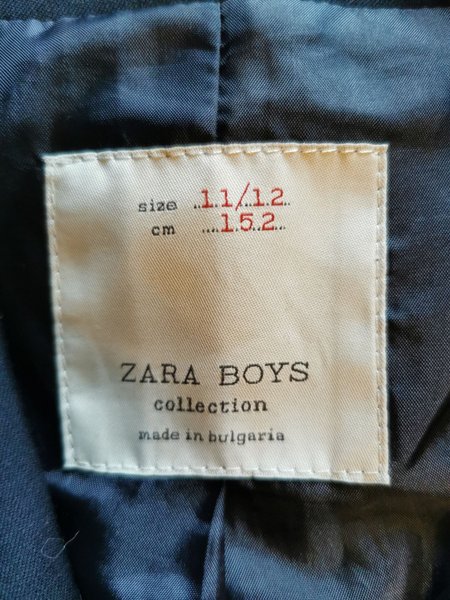 size 11/12
cm 152
ZARA BOYS
collection
made in bulgaria